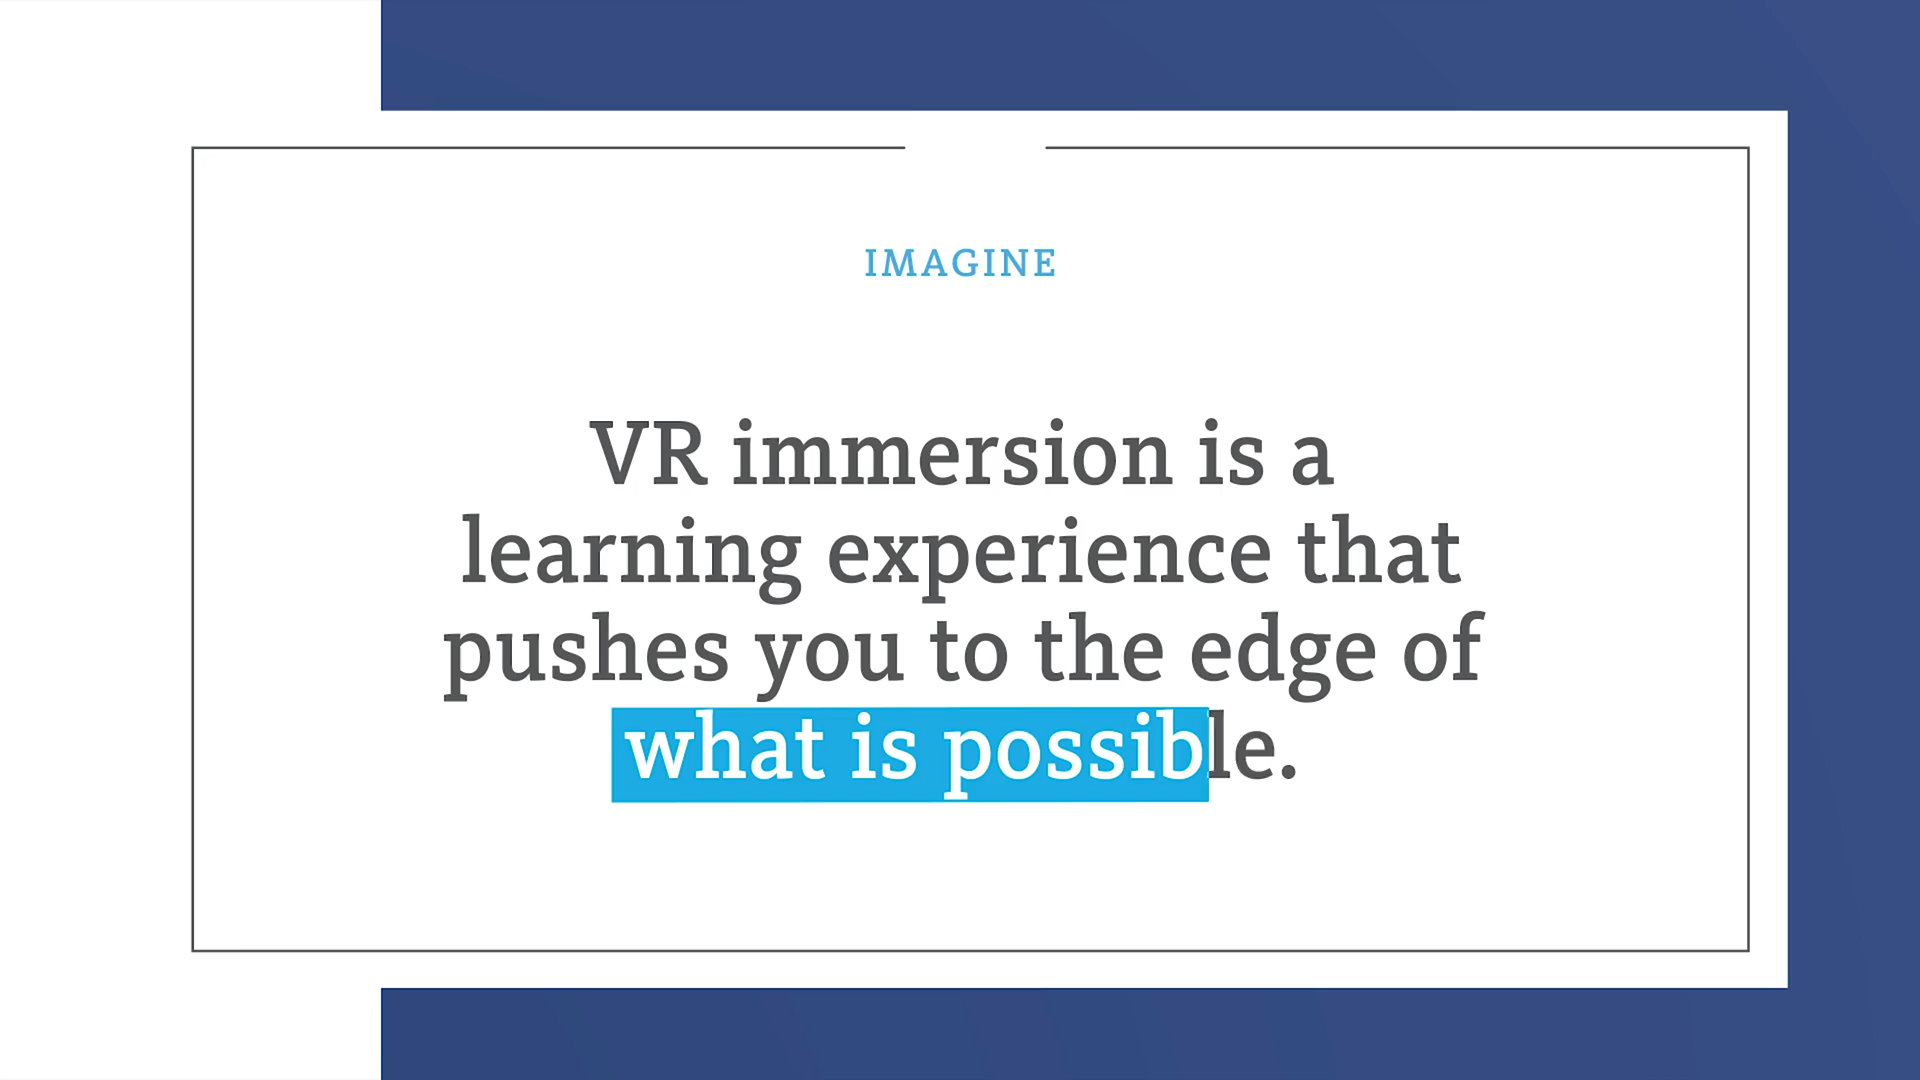 IMAGINE
VR immersion is a
learning experience that
pushes you to the edge of
what is possible.